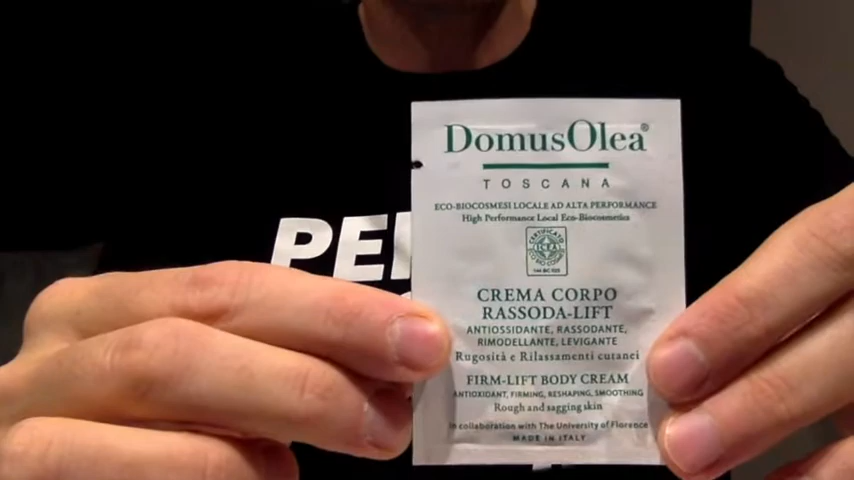 DomusOlea®
TOSCANA
ECO-BIOCOSMESI LOCALE AD ALTA PERFORMANCE
High Performance Local Eco-Biocosmetics
CERTIFICATO
ICEA
CREMA CORPO
RASSODA-LIFT
ANTIOSSIDANTE, RASSODANTE,
RIMODELLANTE, LEVIGANTE
Rugosità e Rilassamenti cutanei
FIRM-LIFT BODY CREAM
ANTIOXIDANT, FIRMING, RESHAPING, SMOOTHING
Rough and sagging skin
In collaboration with The University of Florence
MADE IN ITALY